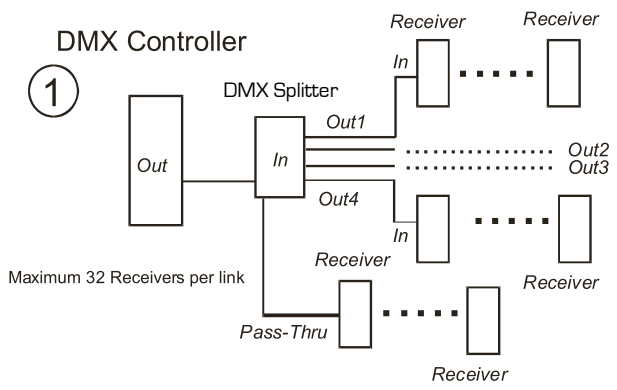 DMX Controller
1
Receiver
Receiver
In
DMX Splitter
Out1
Out
In
Out2
Out3
Out4
In
Receiver
Receiver
Maximum 32 Receivers per link
Pass-Thru
Receiver